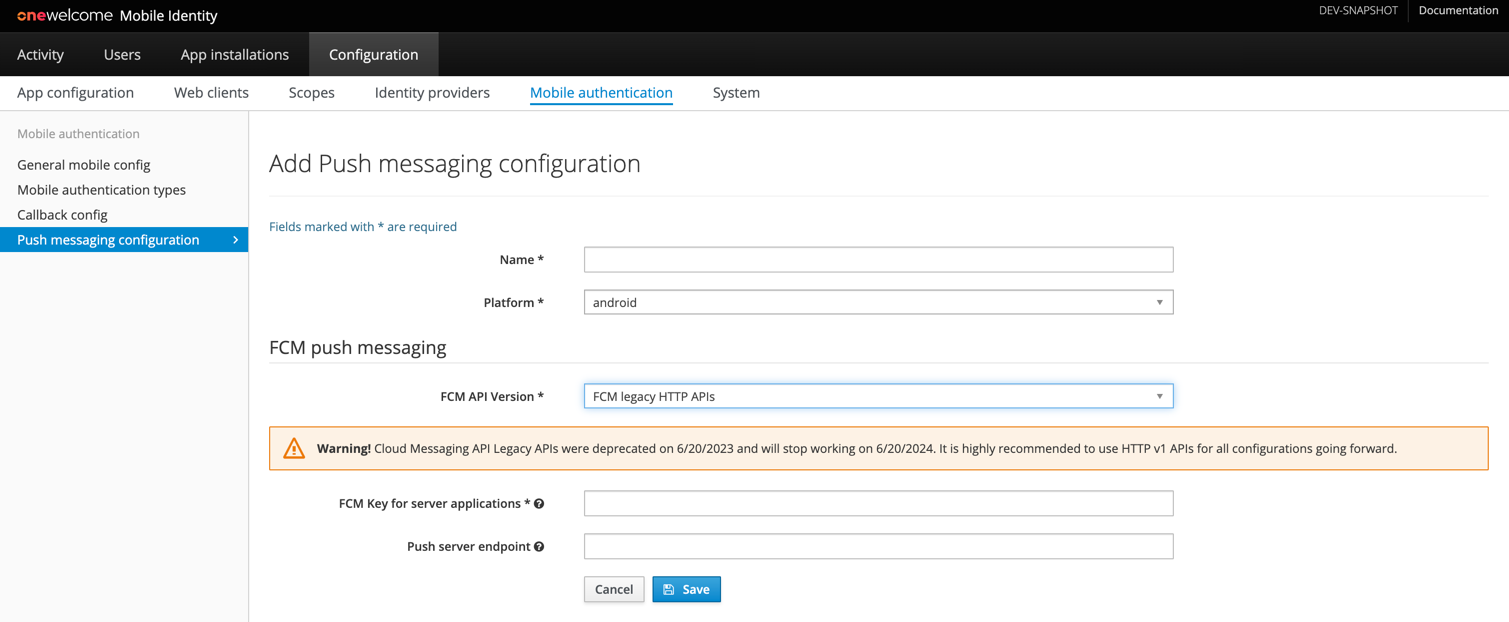 onewelcome Mobile Identity
DEV-SNAPSHOT Documentation
Activity Users App installations Configuration
App configuration Web clients Scopes Identity providers Mobile authentication System
Mobile authentication
General mobile config
Mobile authentication types
Callback config
Push messaging configuration
Add Push messaging configuration
Fields marked with * are required
Name *
Platform * android
FCM push messaging
FCM API Version * FCM legacy HTTP APIs
Warning! Cloud Messaging API Legacy APIs were deprecated on 6/20/2023 and will stop working on 6/20/2024. It is highly recommended to use HTTP v1 APIs for all configurations going forward.
FCM Key for server applications *
Push server endpoint
Cancel Save